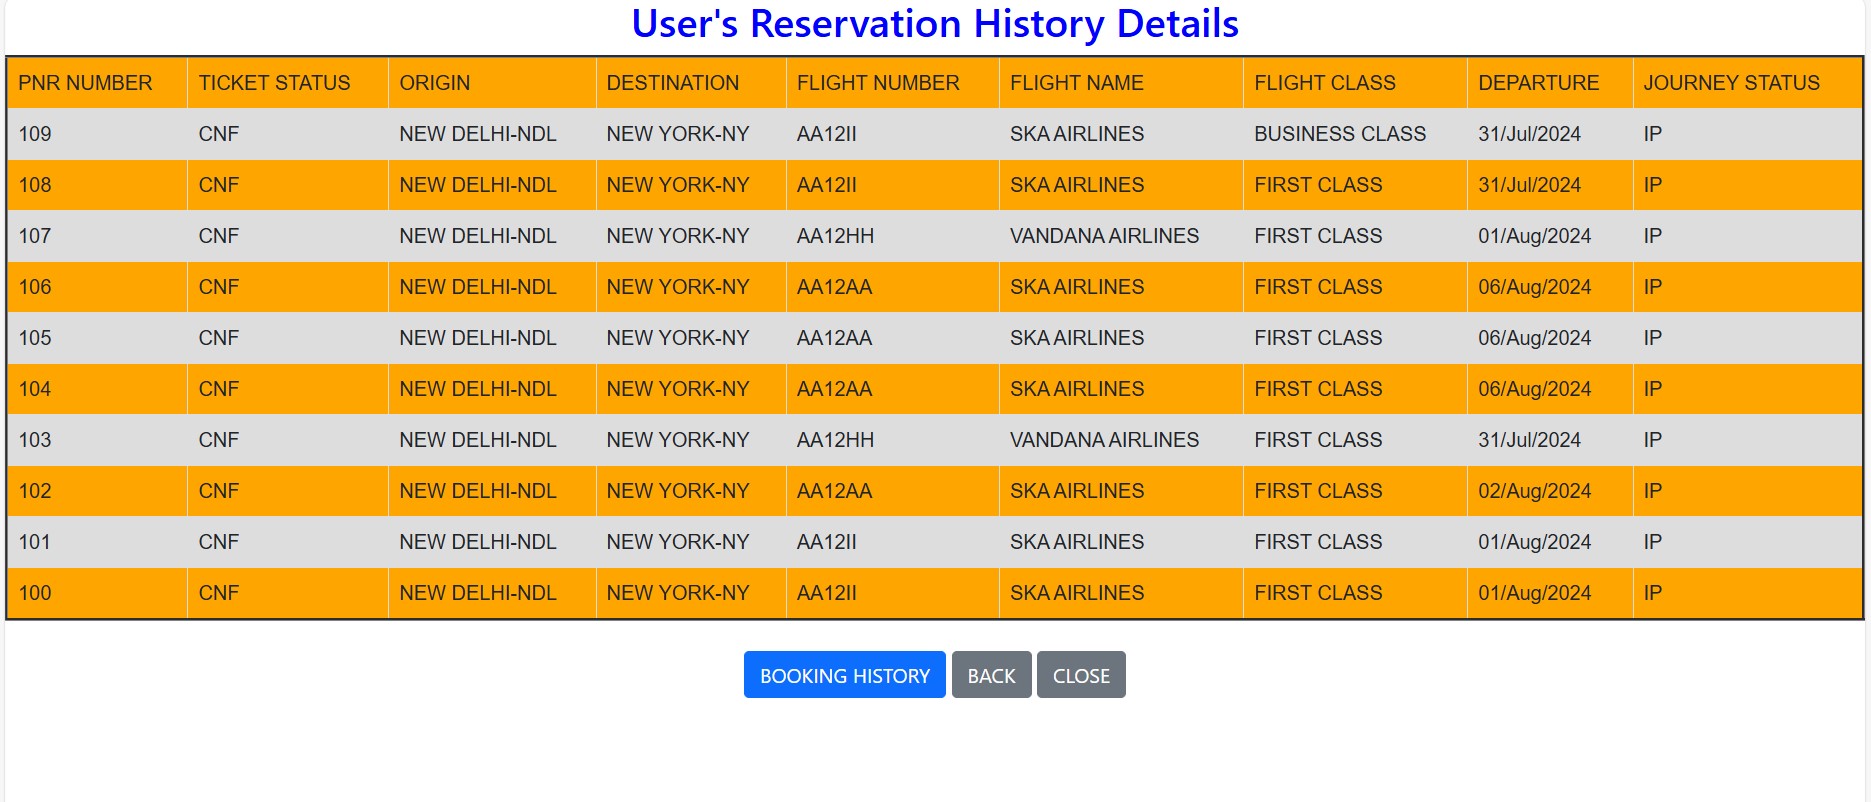 User's Reservation History Details
PNR NUMBER TICKET STATUS ORIGIN DESTINATION FLIGHT NUMBER FLIGHT NAME FLIGHT CLASS DEPARTURE JOURNEY STATUS
109 CNF NEW DELHI-NDL NEW YORK-NY AA12II SKA AIRLINES BUSINESS CLASS 31/Jul/2024 IP
108 CNF NEW DELHI-NDL NEW YORK-NY AA12II SKA AIRLINES FIRST CLASS 31/Jul/2024 IP
107 CNF NEW DELHI-NDL NEW YORK-NY AA12HH VANDANA AIRLINES FIRST CLASS 01/Aug/2024 IP
106 CNF NEW DELHI-NDL NEW YORK-NY AA12AA SKA AIRLINES FIRST CLASS 06/Aug/2024 IP
105 CNF NEW DELHI-NDL NEW YORK-NY AA12AA SKA AIRLINES FIRST CLASS 06/Aug/2024 IP
104 CNF NEW DELHI-NDL NEW YORK-NY AA12AA SKA AIRLINES FIRST CLASS 06/Aug/2024 IP
103 CNF NEW DELHI-NDL NEW YORK-NY AA12HH VANDANA AIRLINES FIRST CLASS 31/Jul/2024 IP
102 CNF NEW DELHI-NDL NEW YORK-NY AA12AA SKA AIRLINES FIRST CLASS 02/Aug/2024 IP
101 CNF NEW DELHI-NDL NEW YORK-NY AA12II SKA AIRLINES FIRST CLASS 01/Aug/2024 IP
100 CNF NEW DELHI-NDL NEW YORK-NY AA12II SKA AIRLINES FIRST CLASS 01/Aug/2024 IP
BOOKING HISTORY BACK CLOSE